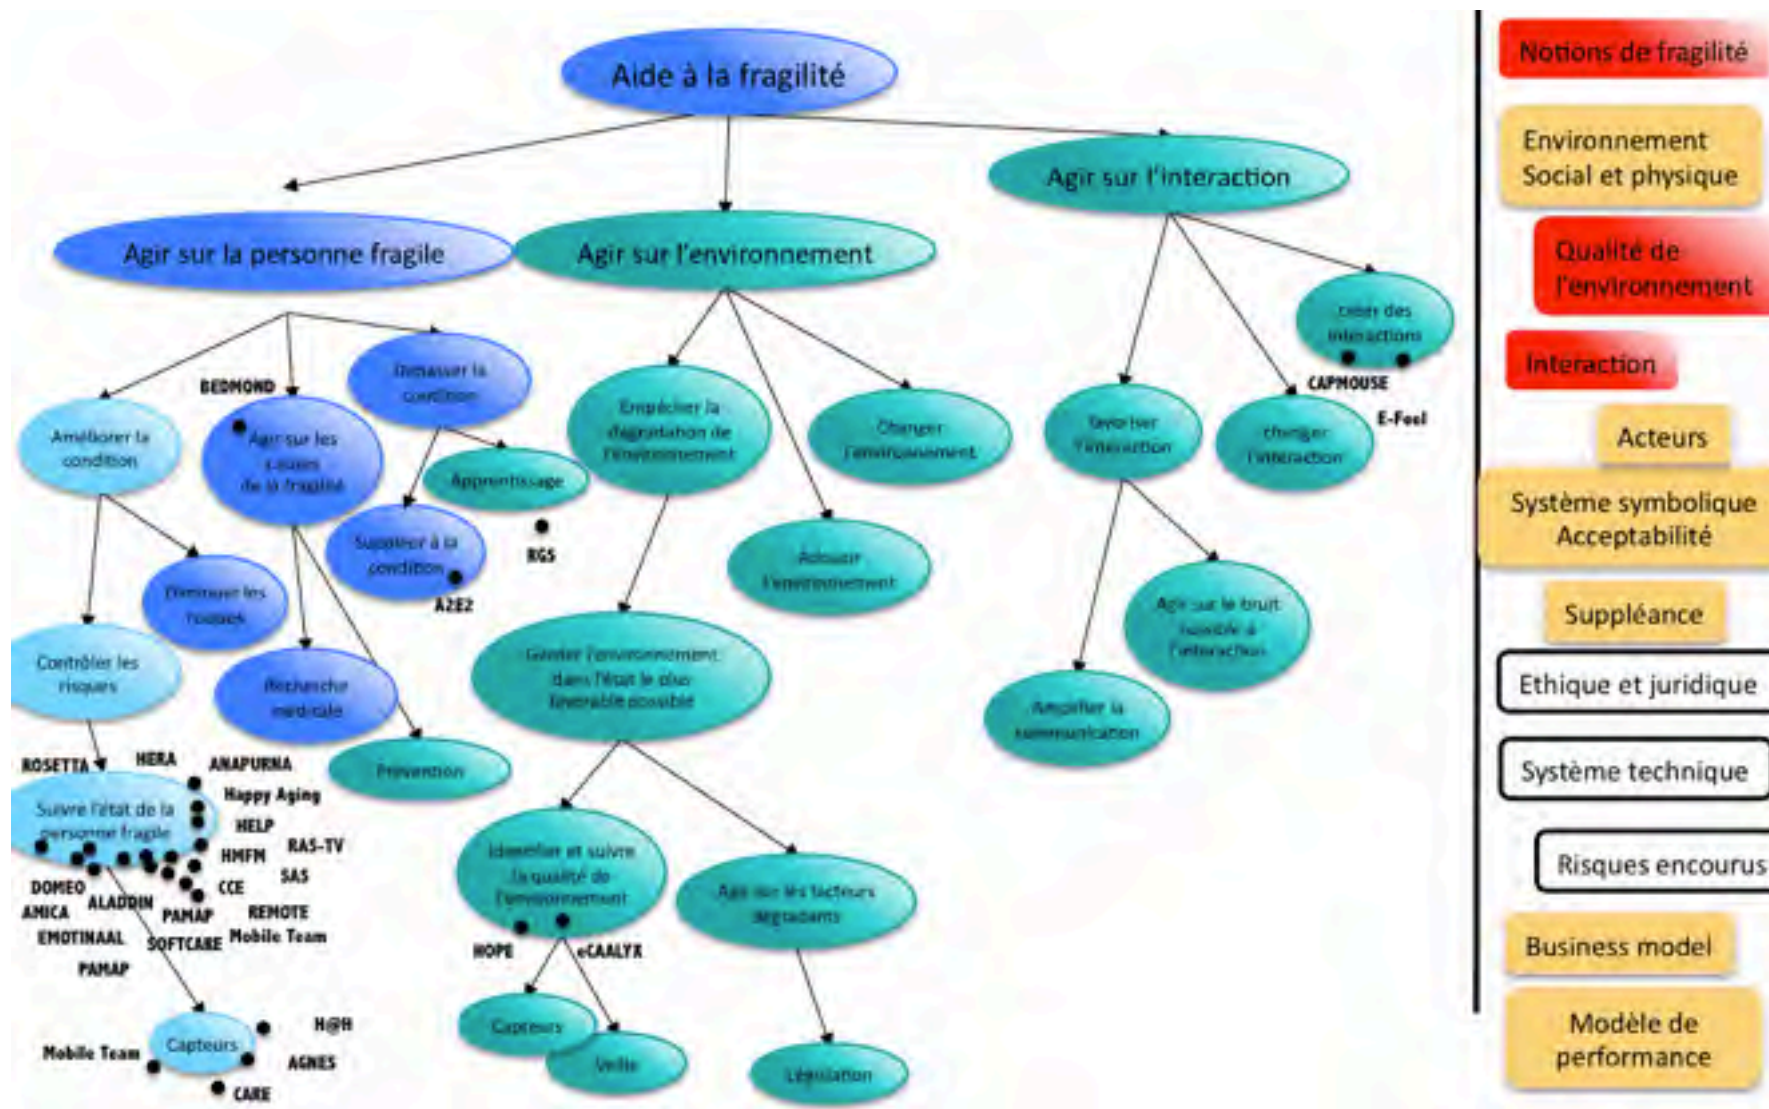 Aide à la fragilité
Agir sur l'interaction
Agir sur la personne fragile
Agir sur l'environnement
créer des
interactions
CAPMOUSE
E-Feel
BEDMOND
Dépasser la
condition
Améliorer la
condition
Agir sur les
causes
de la fragilité
Apprentissage
RGS
Suppléer à la
condition
A2E2
Empêcher la
dégradation de
l'environnement
Changer
l'environnement
favoriser
l'interaction
changer
l'interaction
Adoucir
l'environnement
Diminuer les
risques
Contrôler les
risques
Recherche
médicale
Prévention
Garder l'environnement
dans l'état le plus
favorable possible
Agir sur le bruit
nuisible à
l'interaction
Amplifier la
communication
ROSETTA
HERA
ANAPURNA
Happy Aging
HELP
RAS-TV
HMFM
SAS
CCE
REMOTE
Mobile Team
Suivre l'état de la
personne fragile
DOMEO
ALADDIN
AMICA
PAMAP
EMOTINAAL
SOFTCARE
PAMAP
Identifier et suivre
la qualité de
l'environnement
HOPE
eCAALYX
Agir sur les facteurs
dégradants
Capteurs
Veille
Législation
Capteurs
H@H
Mobile Team
AGNES
CARE
Notions de fragilité
Environnement
Social et physique
Qualité de
l'environnement
Interaction
Acteurs
Système symbolique
Acceptabilité
Suppléance
Ethique et juridique
Système technique
Risques encourus
Business model
Modèle de
performance